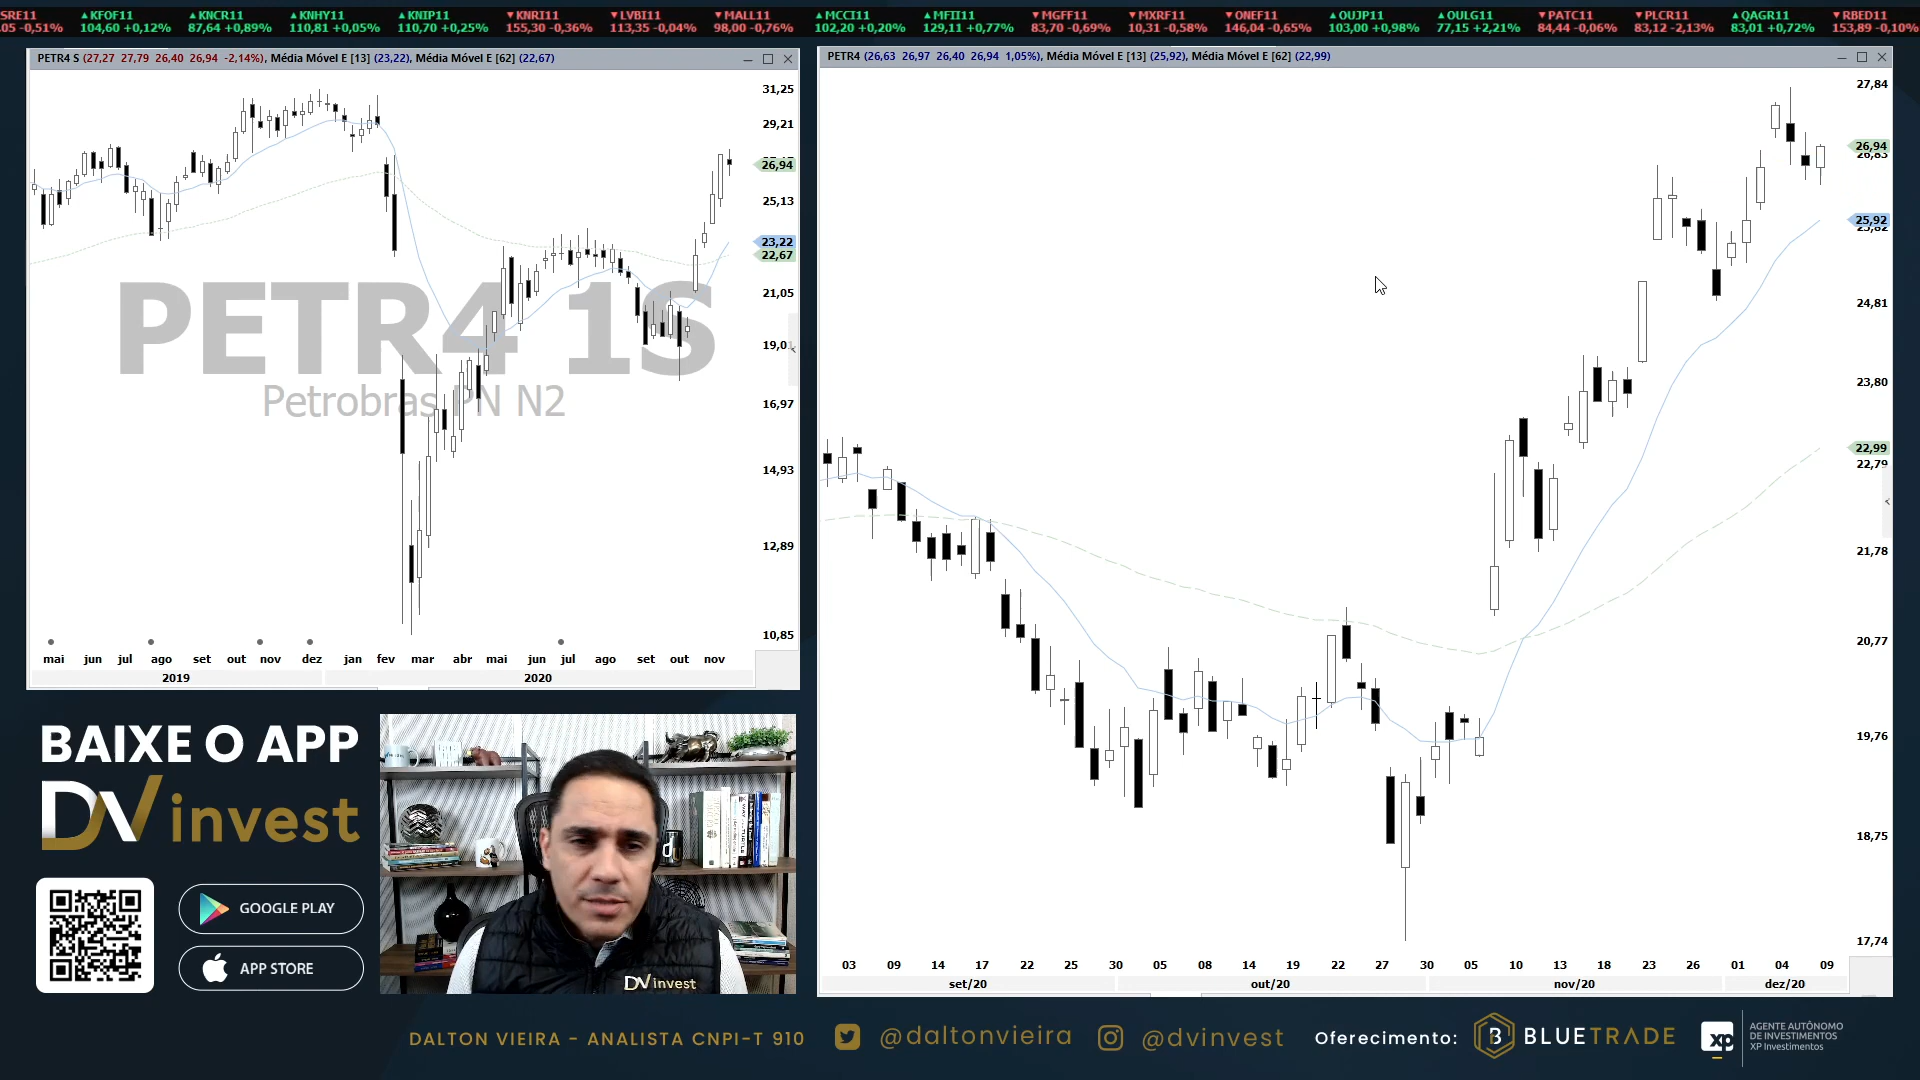 SRE11 ▲KFOF11 ▲KNCR11 ▲KNHY11 ▲KNIP11 ▼KNRI11 ▼LVBI11 ▼MALL11 ▲MCCI11 ▲MFII11 ▼MGFF11 ▼MXRF11 ▼ONEF11 ▲OUJP11 ▲OULG11 ▼PATC11 ▼PLCR11 ▲QAGR11 ▼RBED11
05 -0,51% 104,60 +0,12% 87,64 +0,89% 110,81 +0,05% 110,70 +0,25% 155,30 -0,36% 113,35 -0,04% 98,00 -0,76% 102,20 +0,20% 129,11 +0,77% 83,70 -0,69% 10,31 -0,58% 146,04 -0,65% 103,00 +0,98% 77,15 +2,21% 84,44 -0,06% 83,12 -2,13% 83,01 +0,72% 153,89 -0,10%
PETR4 S (27,27 27,79 26,40 26,94 -2,14%), Média Móvel E [13] (23,22), Média Móvel E [62] (22,67)
31,25
29,21
26,94
25,13
23,22
22,67
21,05
19,01
16,97
14,93
12,89
10,85
PETR4 1S
Petrobras PN N2
mai jun jul ago set out nov dez jan fev mar abr mai jun jul ago set out nov
2019 2020
PETR4 (26,63 26,97 26,40 26,94 1,05%), Média Móvel E [13] (25,92), Média Móvel E [62] (22,99)
27,84
26,94
25,92
24,81
23,80
22,99
22,79
21,78
20,77
19,76
18,75
17,74
03 09 14 17 22 25 30 05 08 14 19 22 27 30 05 10 13 18 23 26 01 04 09
set/20 out/20 nov/20 dez/20
BAIXE O APP
DV invest
GOOGLE PLAY
APP STORE
DV invest
DALTON VIEIRA - ANALISTA CNPI-T 910
@daltonvieira
@dvinvest
Oferecimento:
BLUETRADE
xp
AGENTE AUTÔNOMO
DE INVESTIMENTOS
XP Investimentos